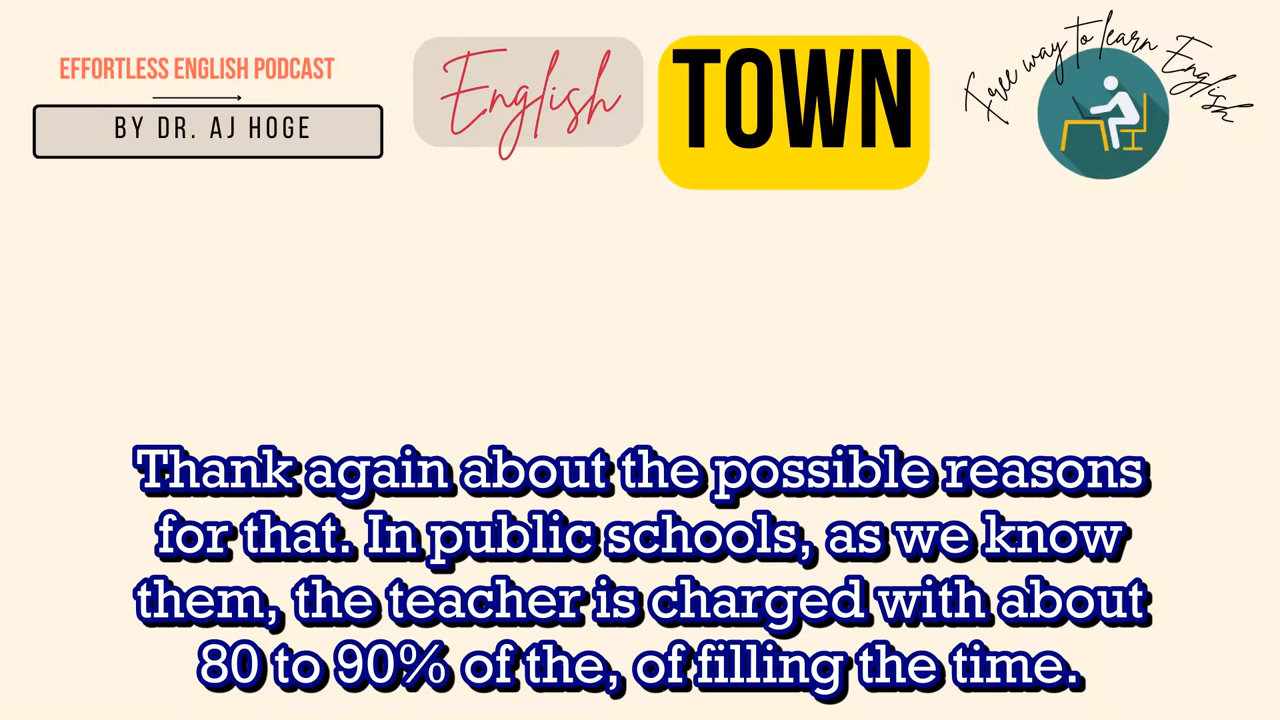 EFFORTLESS ENGLISH PODCAST
BY DR. AJ HOGE
English
TOWN
Free way to learn English
Thank again about the possible reasons
for that. In public schools, as we know
them, the teacher is charged with about
80 to 90% of the, of filling the time.